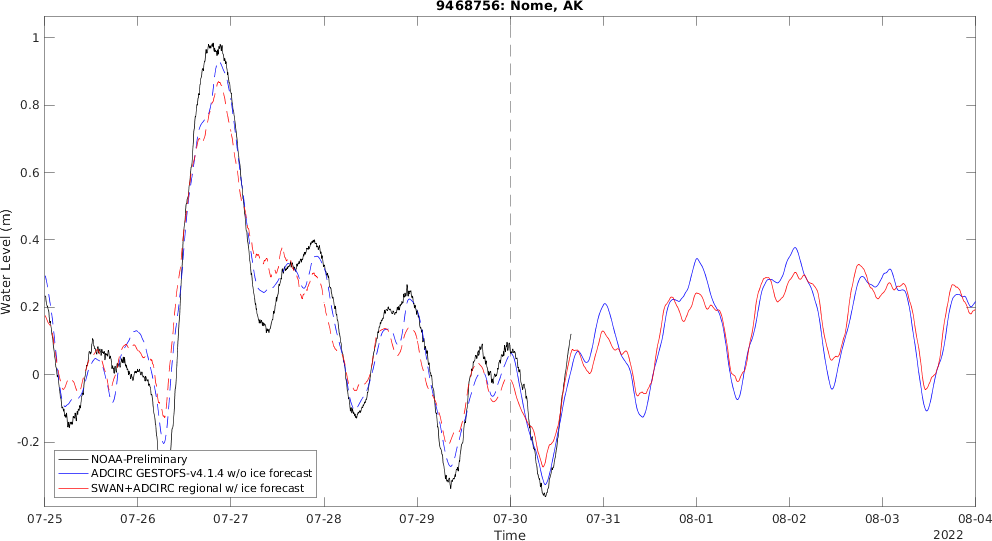 9468756: Nome, AK
Water Level (m)
1
0.8
0.6
0.4
0.2
0
-0.2
NOAA-Preliminary
ADCIRC GESTOFS-v4.1.4 w/o ice forecast
SWAN+ADCIRC regional w/ ice forecast
07-25 07-26 07-27 07-28 07-29 07-30 07-31 08-01 08-02 08-03 08-04
Time
2022